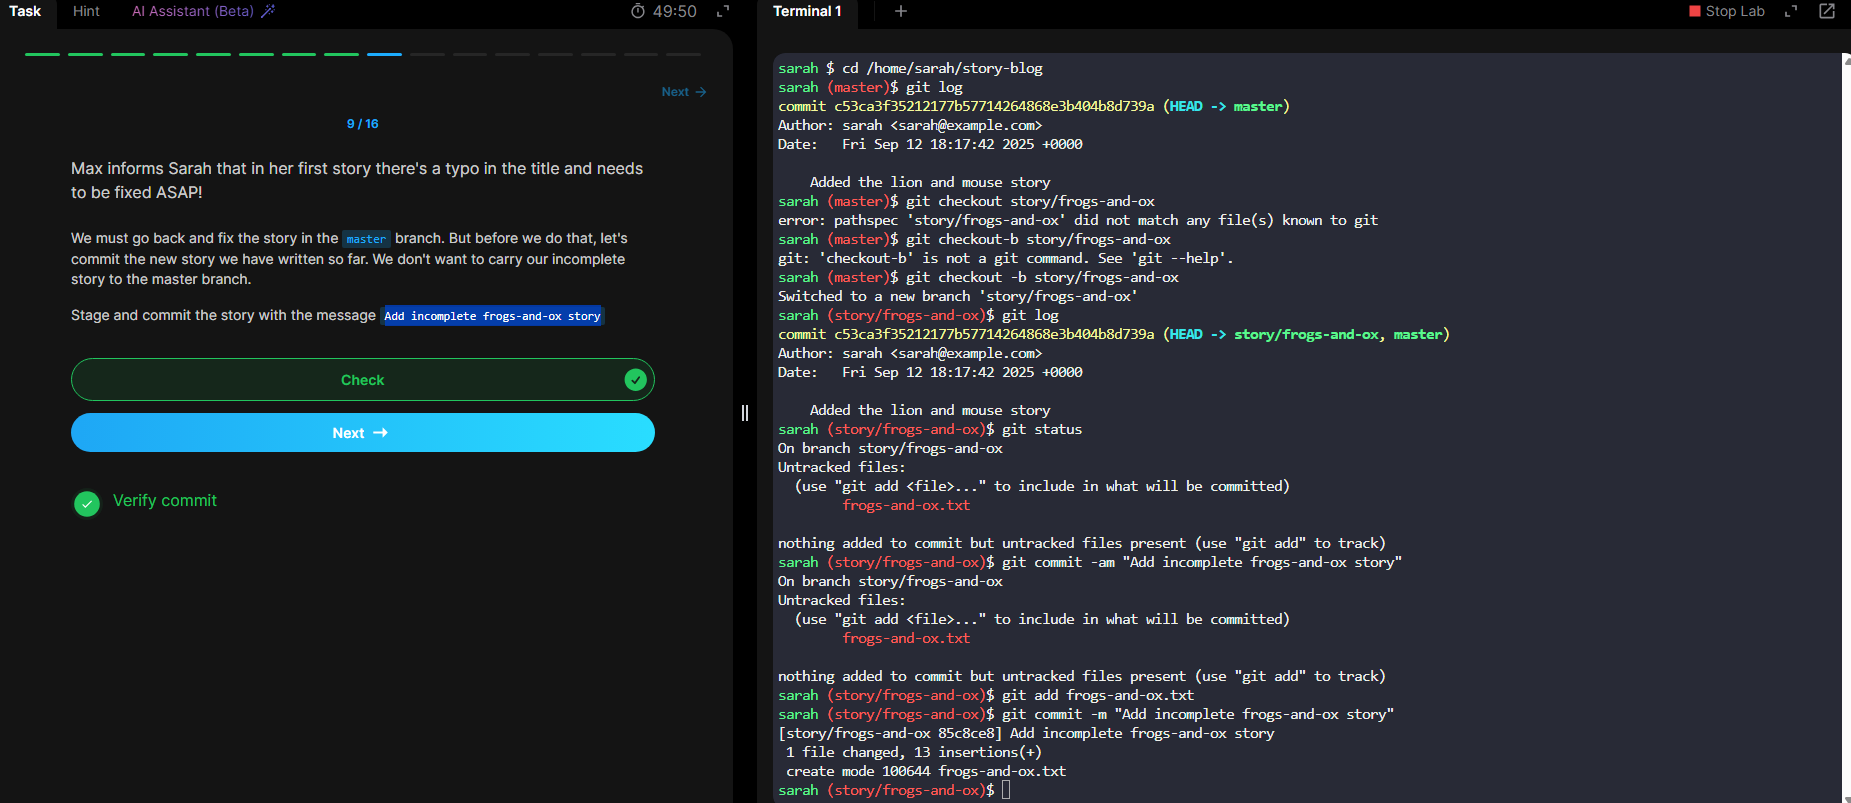 Task
Hint
AI Assistant (Beta)
49:50
Next →
9 / 16
Max informs Sarah that in her first story there's a typo in the title and needs
to be fixed ASAP!
We must go back and fix the story in the master branch. But before we do that, let's
commit the new story we have written so far. We don't want to carry our incomplete
story to the master branch.
Stage and commit the story with the message Add incomplete frogs-and-ox story
Check
Next →
Verify commit
Terminal 1
+
Stop Lab
sarah $ cd /home/sarah/story-blog
sarah (master)$ git log
commit c53ca3f35212177b57714264868e3b404b8d739a (HEAD -> master)
Author: sarah <sarah@example.com>
Date:   Fri Sep 12 18:17:42 2025 +0000
    Added the lion and mouse story
sarah (master)$ git checkout story/frogs-and-ox
error: pathspec 'story/frogs-and-ox' did not match any file(s) known to git
sarah (master)$ git checkout-b story/frogs-and-ox
git: 'checkout-b' is not a git command. See 'git --help'.
sarah (master)$ git checkout -b story/frogs-and-ox
Switched to a new branch 'story/frogs-and-ox'
sarah (story/frogs-and-ox)$ git log
commit c53ca3f35212177b57714264868e3b404b8d739a (HEAD -> story/frogs-and-ox, master)
Author: sarah <sarah@example.com>
Date:   Fri Sep 12 18:17:42 2025 +0000
    Added the lion and mouse story
sarah (story/frogs-and-ox)$ git status
On branch story/frogs-and-ox
Untracked files:
  (use "git add <file>..." to include in what will be committed)
        frogs-and-ox.txt
nothing added to commit but untracked files present (use "git add" to track)
sarah (story/frogs-and-ox)$ git commit -am "Add incomplete frogs-and-ox story"
On branch story/frogs-and-ox
Untracked files:
  (use "git add <file>..." to include in what will be committed)
        frogs-and-ox.txt
nothing added to commit but untracked files present (use "git add" to track)
sarah (story/frogs-and-ox)$ git add frogs-and-ox.txt
sarah (story/frogs-and-ox)$ git commit -m "Add incomplete frogs-and-ox story"
[story/frogs-and-ox 85c8ce8] Add incomplete frogs-and-ox story
 1 file changed, 13 insertions(+)
 create mode 100644 frogs-and-ox.txt
sarah (story/frogs-and-ox)$